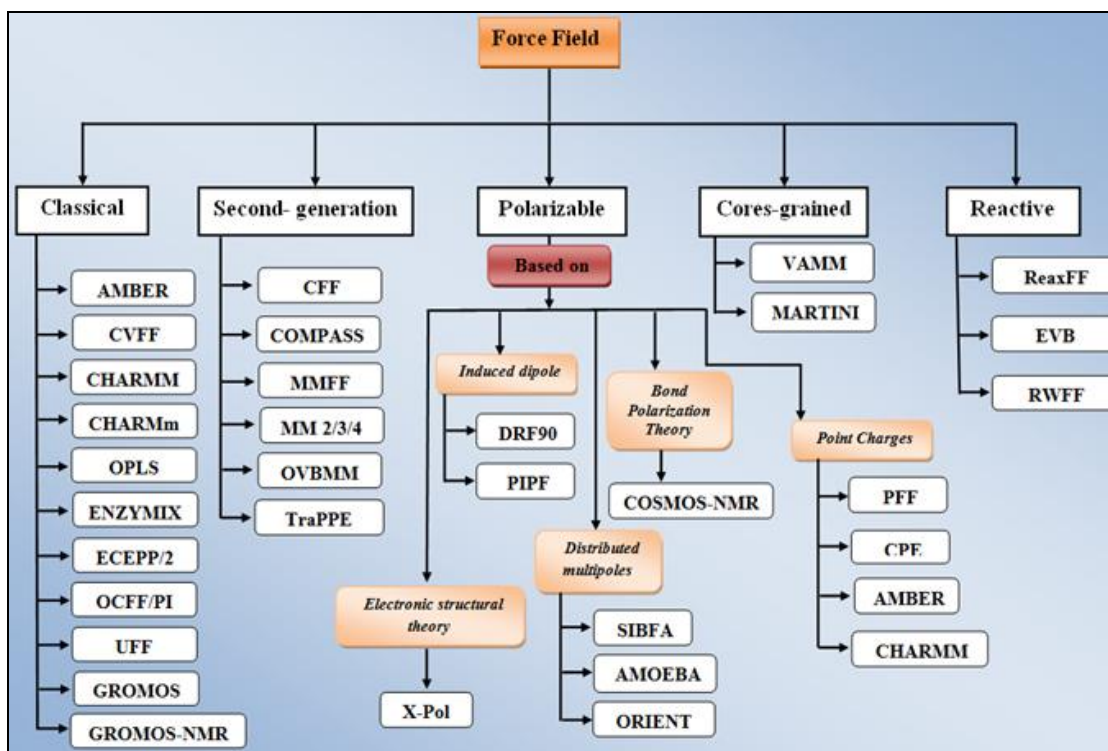 Force Field
Classical
Second- generation
Polarizable
Cores-grained
Reactive
Based on
AMBER
CVFF
CHARMM
CHARMm
OPLS
ENZYMIX
ECEPP/2
OCFF/PI
UFF
GROMOS
GROMOS-NMR
CFF
COMPASS
MMFF
MM 2/3/4
OVBMM
TraPPE
Electronic structural
theory
X-Pol
Induced dipole
DRF90
PIPF
Distributed
multipoles
SIBFA
AMOEBA
ORIENT
Bond
Polarization
Theory
COSMOS-NMR
Point Charges
PFF
CPE
AMBER
CHARMM
VAMM
MARTINI
ReaxFF
EVB
RWFF